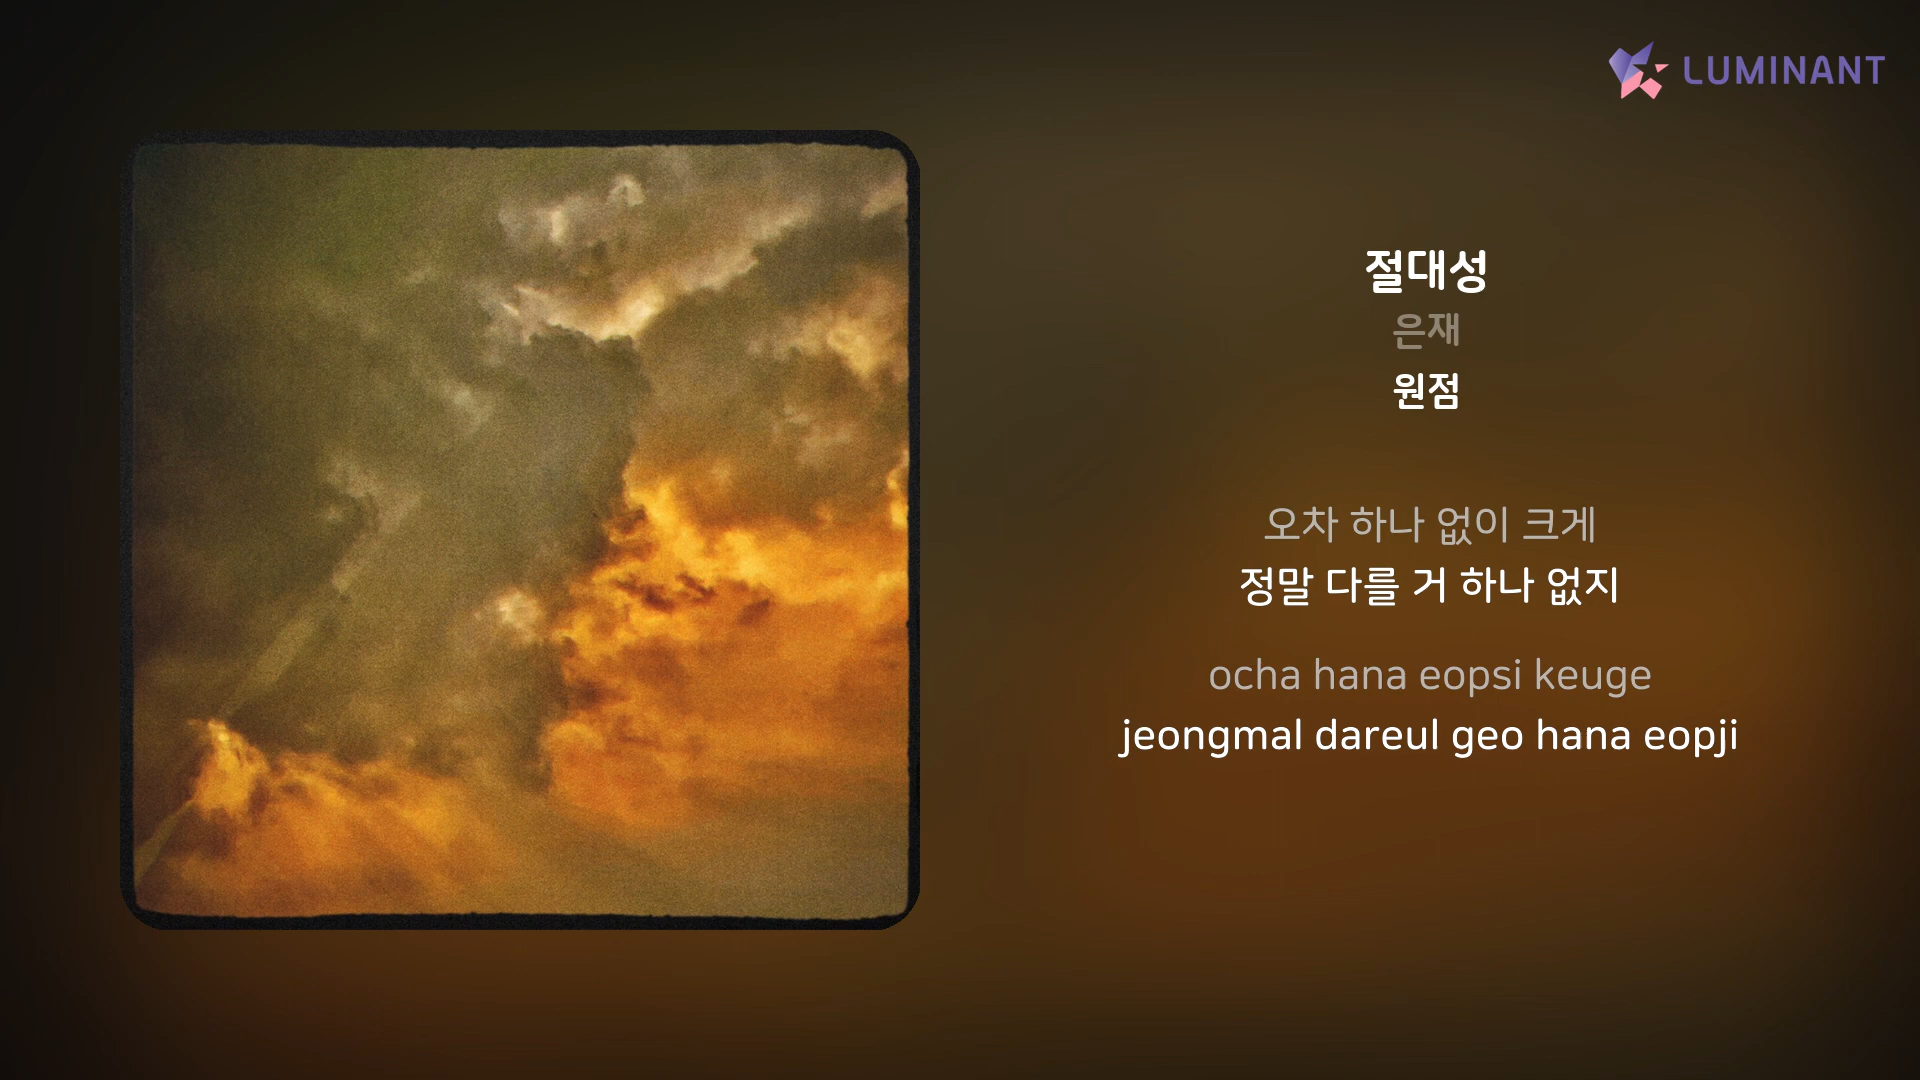 LUMINANT
절대성
은재
원점
오차 하나 없이 크게
정말 다를 거 하나 없지
ocha hana eopsi keuge
jeongmal dareul geo hana eopji